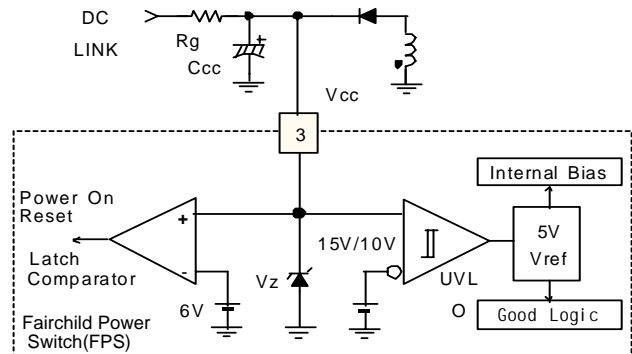 DC
LINK
Rg
Ccc
+
Vcc
3
Power On
Reset
Latch
Comparator
+
-
6V
Vz
15V/10V
UVL
O
Internal Bias
5V
Vref
Good Logic
Fairchild Power
Switch(FPS)